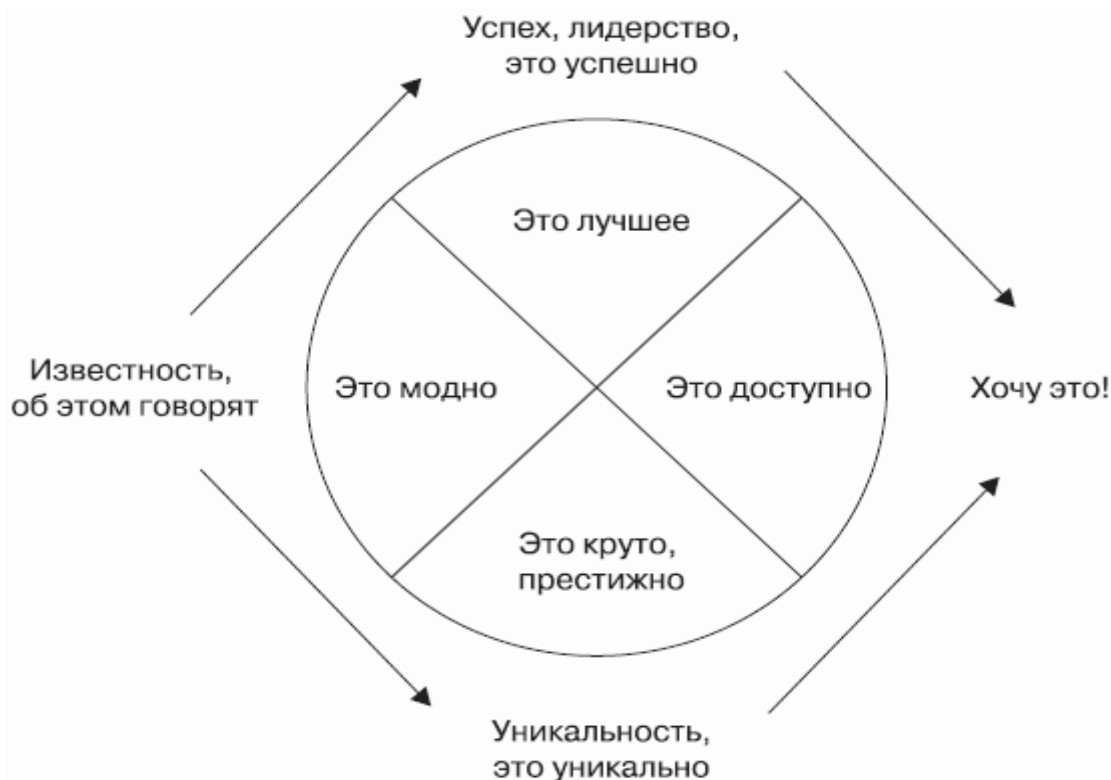 Успех, лидерство,
это успешно
Это лучшее
Известность,
об этом говорят
Это модно
Это доступно
Хочу это!
Это круто,
престижно
Уникальность,
это уникально